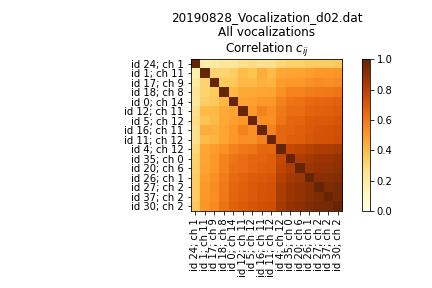 20190828_Vocalization_d02.dat
All vocalizations
Correlation c_ij
id 24; ch 1
id 1; ch 11
id 17; ch 9
id 18; ch 8
id 0; ch 14
id 12; ch 11
id 5; ch 12
id 16; ch 11
id 11; ch 12
id 4; ch 12
id 35; ch 0
id 20; ch 6
id 26; ch 1
id 27; ch 2
id 37; ch 2
id 30; ch 2
id 24; ch 1
id 1; ch 11
id 17; ch 9
id 18; ch 8
id 0; ch 14
id 12; ch 11
id 5; ch 12
id 16; ch 11
id 11; ch 12
id 4; ch 12
id 35; ch 0
id 20; ch 6
id 26; ch 1
id 27; ch 2
id 37; ch 2
id 30; ch 2
1.0
0.8
0.6
0.4
0.2
0.0